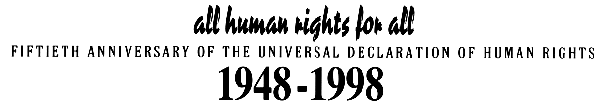 all human rights for all
FIFTIETH ANNIVERSARY OF THE UNIVERSAL DECLARATION OF HUMAN RIGHTS
1948-1998